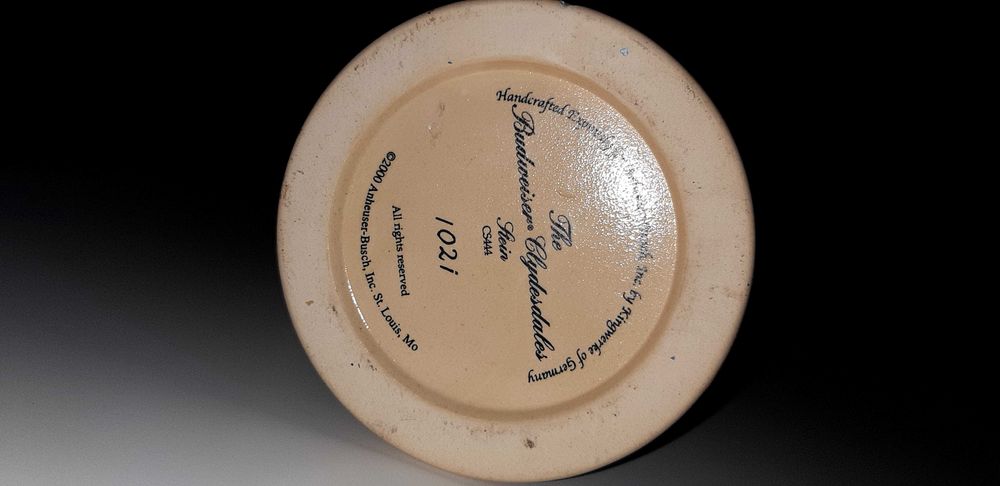 Handcrafted
Inc. by Kingwerke of Germany
The
Budweiser Clydesdales
Stein
CS444
1021
All rights reserved
©2000 Anheuser-Busch, Inc. St. Louis, Mo